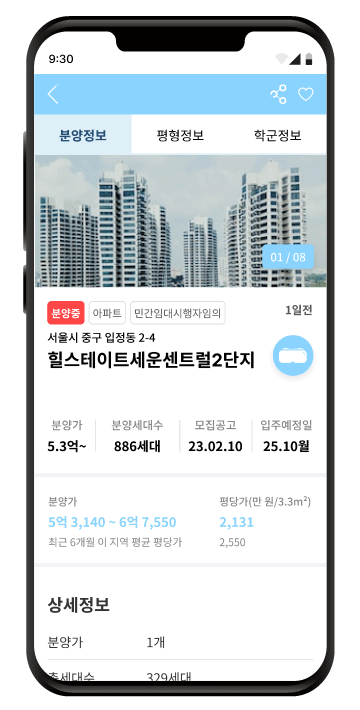 9:30
분양정보 평형정보 학군정보
01 / 08
분양중 아파트 민간임대시행자임의 1일전
서울시 중구 입정동 2-4
힐스테이트세운센트럴2단지
분양가 분양세대수 모집공고 입주예정일
5.3억~ 886세대 23.02.10 25.10월
분양가 평당가(만 원/3.3m²)
5억 3,140 ~ 6억 7,550 2,131
최근 6개월 이 지역 평균 평당가 2,550
상세정보
분양가 1개
총세대수 329세대